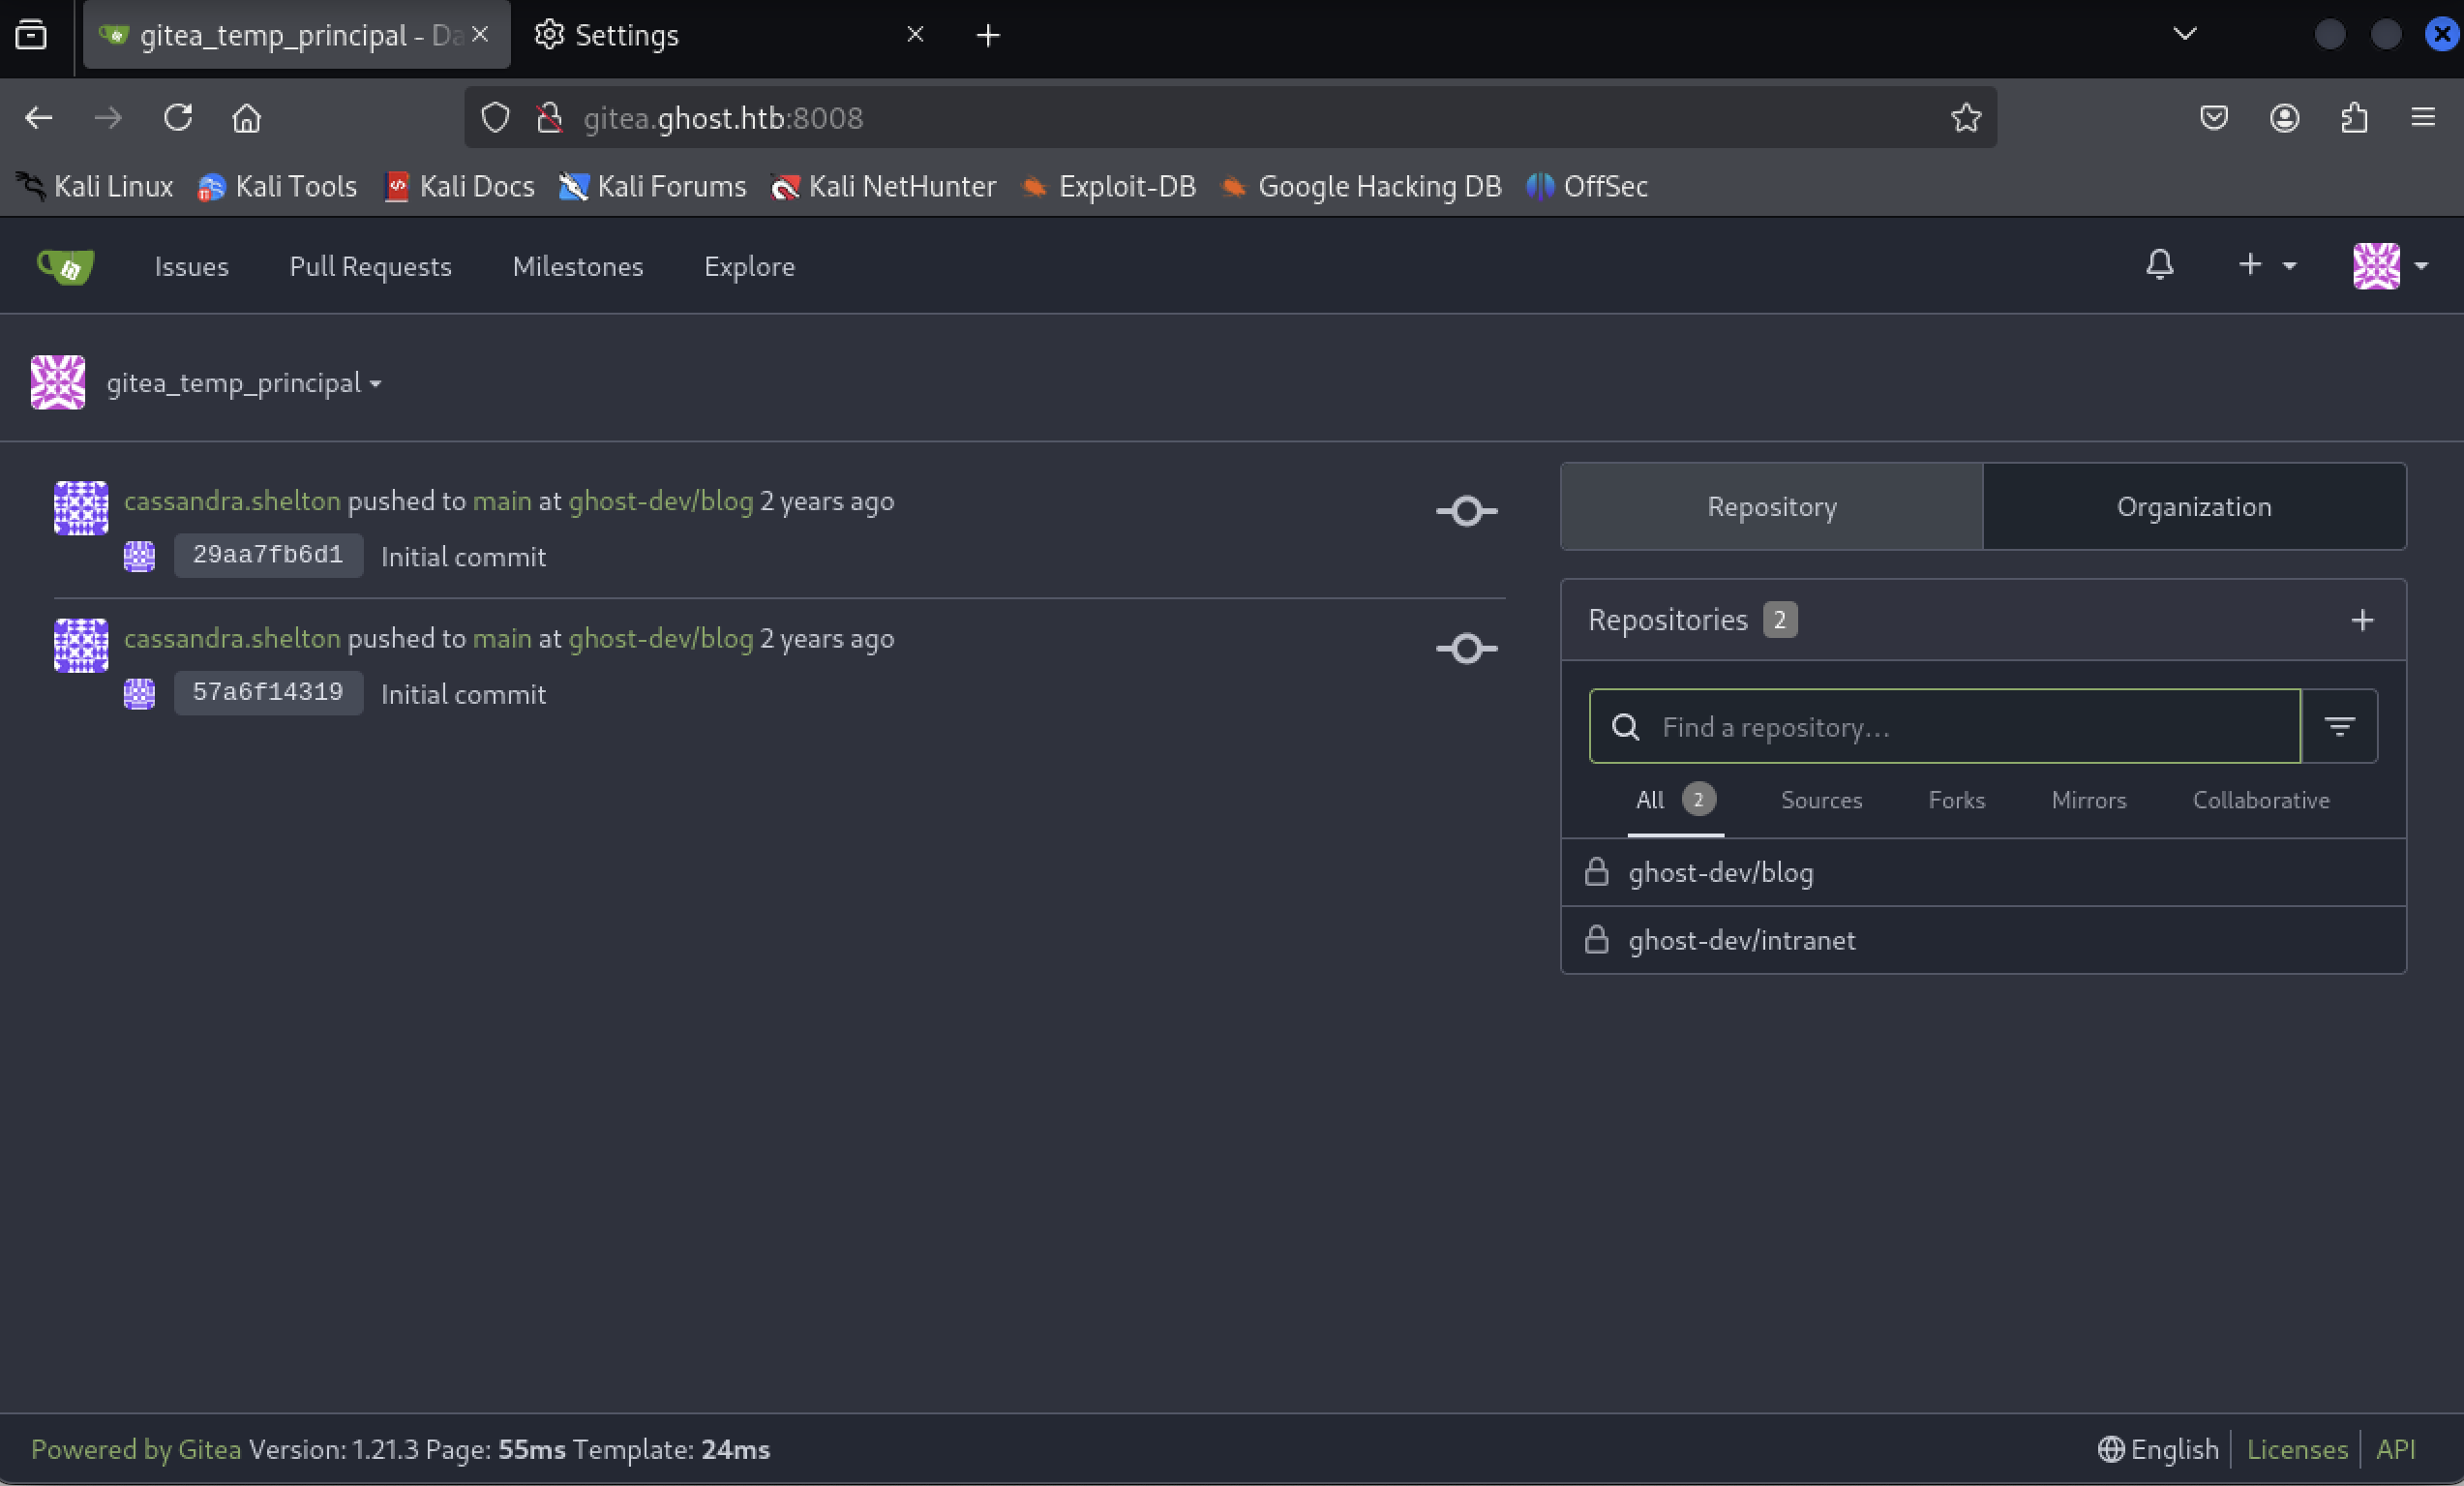 gitea_temp_principal - Da
Settings
gitea.ghost.htb:8008
Kali Linux Kali Tools Kali Docs Kali Forums Kali NetHunter Exploit-DB Google Hacking DB OffSec
Issues Pull Requests Milestones Explore
gitea_temp_principal
cassandra.shelton pushed to main at ghost-dev/blog 2 years ago
29aa7fb6d1 Initial commit
cassandra.shelton pushed to main at ghost-dev/blog 2 years ago
57a6f14319 Initial commit
Repository Organization
Repositories 2
Find a repository...
All 2 Sources Forks Mirrors Collaborative
ghost-dev/blog
ghost-dev/intranet
Powered by Gitea Version: 1.21.3 Page: 55ms Template: 24ms
English Licenses API